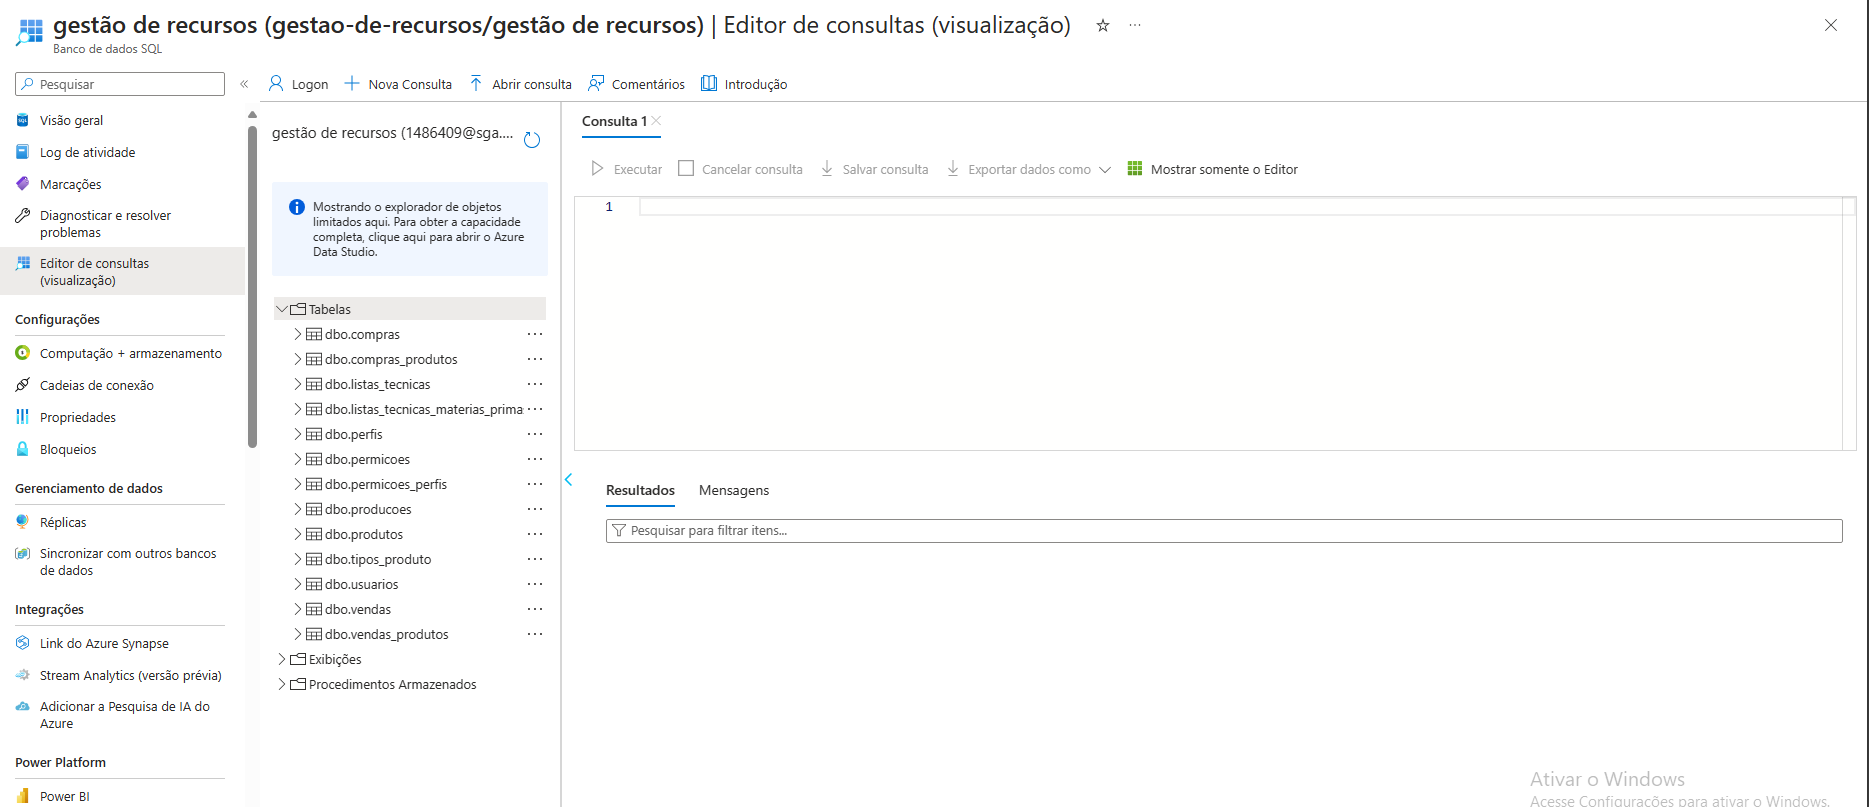 gestão de recursos (gestao-de-recursos/gestão de recursos) | Editor de consultas (visualização)
Banco de dados SQL
Pesquisar
Visão geral
Log de atividade
Marcações
Diagnosticar e resolver
problemas
Editor de consultas
(visualização)
Configurações
Computação + armazenamento
Cadeias de conexão
Propriedades
Bloqueios
Gerenciamento de dados
Réplicas
Sincronizar com outros bancos
de dados
Integrações
Link do Azure Synapse
Stream Analytics (versão prévia)
Adicionar a Pesquisa de IA do
Azure
Power Platform
Power BI
Logon
Nova Consulta
Abrir consulta
Comentários
Introdução
gestão de recursos (1486409@sga....
Mostrando o explorador de objetos
limitados aqui. Para obter a capacidade
completa, clique aqui para abrir o Azure
Data Studio.
Tabelas
dbo.compras
dbo.compras_produtos
dbo.listas_tecnicas
dbo.listas_tecnicas_materias_prima
dbo.perfis
dbo.permicoes
dbo.permicoes_perfis
dbo.producoes
dbo.produtos
dbo.tipos_produto
dbo.usuarios
dbo.vendas
dbo.vendas_produtos
Exibições
Procedimentos Armazenados
Consulta 1
Executar
Cancelar consulta
Salvar consulta
Exportar dados como
Mostrar somente o Editor
1
Resultados
Mensagens
Pesquisar para filtrar itens...
Ativar o Windows
Acesse Configurações para ativar o Windows.